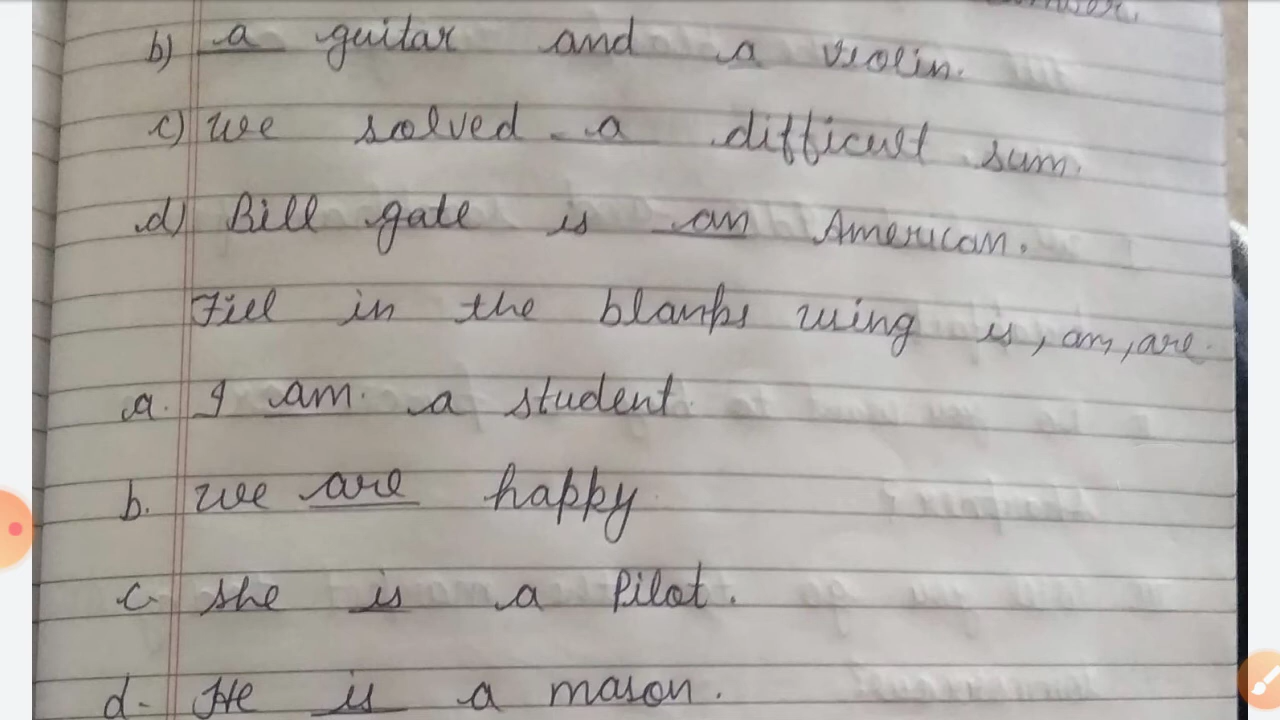 b) a guitar and a violin.
c) we solved a difficult sum.
d) Bill gate is an American.
Fill in the blanks using is, am, are.
a. I am a student.
b. we are happy
c. she is a Pilot.
d. He is a mason.